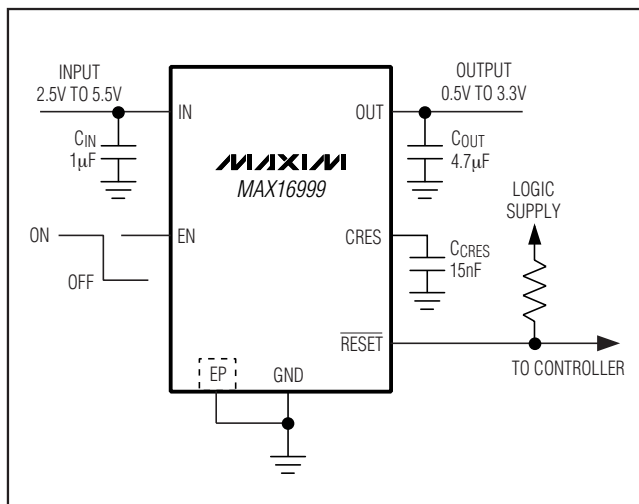 INPUT
2.5V TO 5.5V
OUTPUT
0.5V TO 3.3V
IN
OUT
CIN
1µF
COUT
4.7µF
MAXIM
MAX16999
LOGIC
SUPPLY
ON
OFF
EN
CRES
CCRES
15nF
RESET
TO CONTROLLER
EP
GND